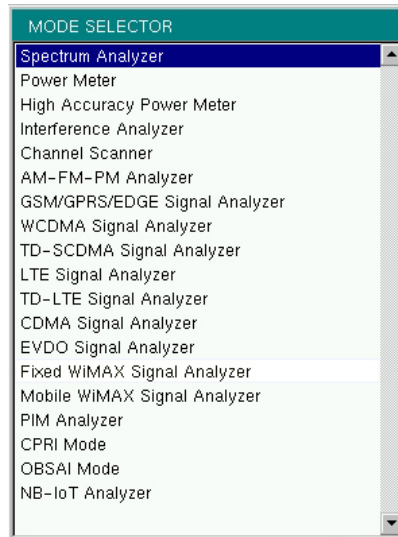 MODE SELECTOR
Spectrum Analyzer
Power Meter
High Accuracy Power Meter
Interference Analyzer
Channel Scanner
AM-FM-PM Analyzer
GSM/GPRS/EDGE Signal Analyzer
WCDMA Signal Analyzer
TD-SCDMA Signal Analyzer
LTE Signal Analyzer
TD-LTE Signal Analyzer
CDMA Signal Analyzer
EVDO Signal Analyzer
Fixed WiMAX Signal Analyzer
Mobile WiMAX Signal Analyzer
PIM Analyzer
CPRI Mode
OBSAI Mode
NB-IoT Analyzer